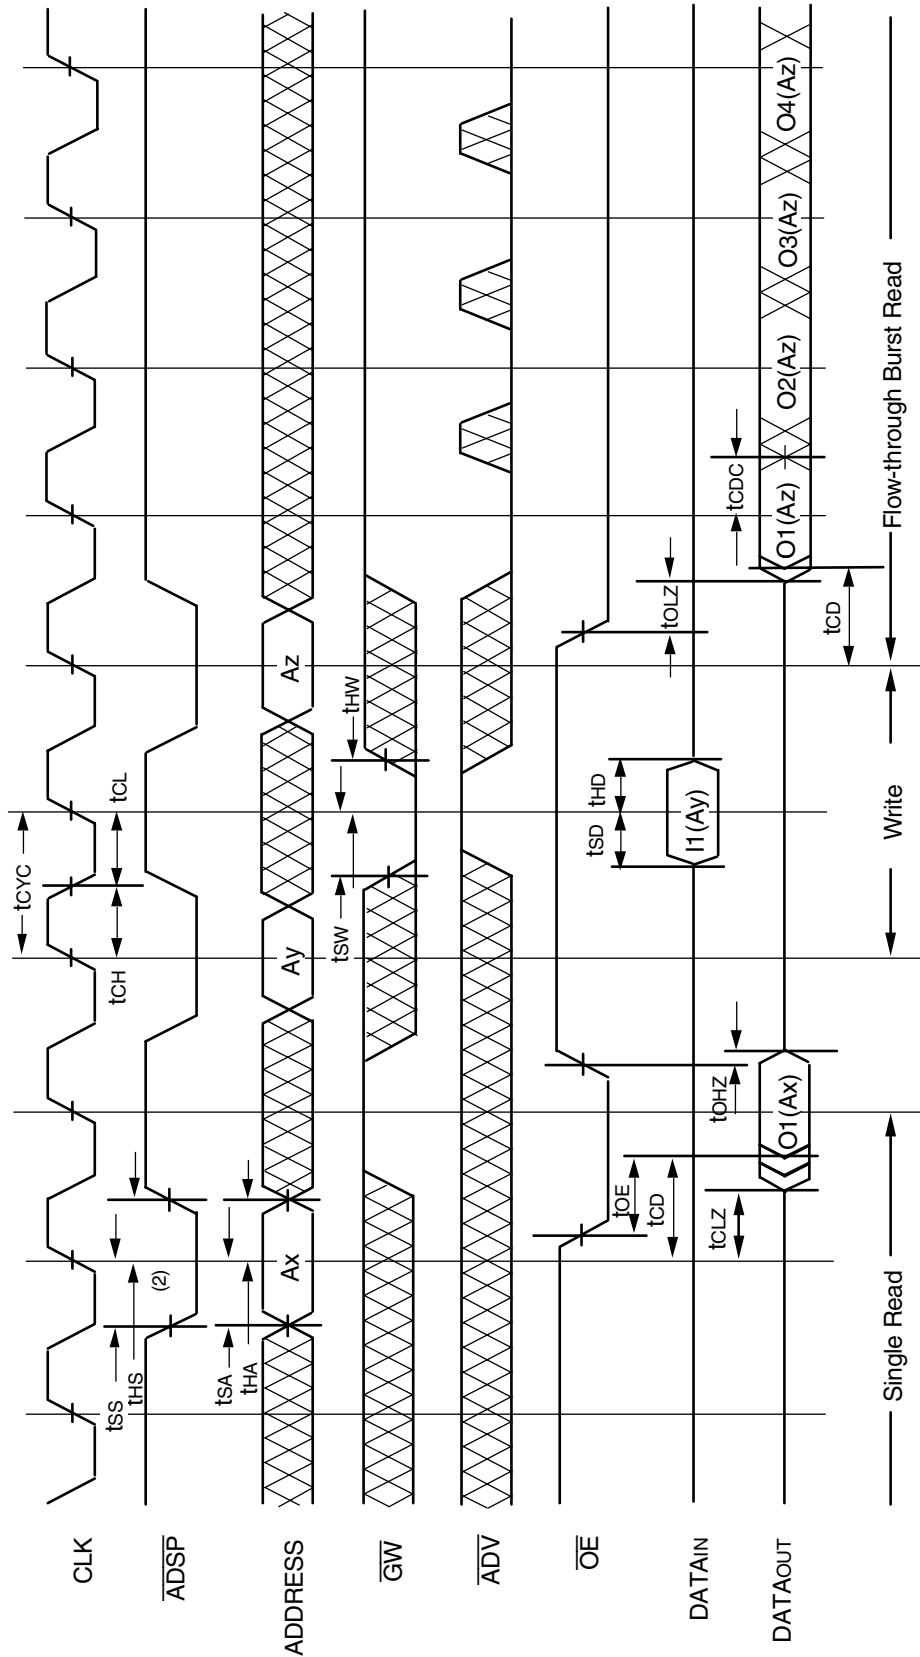 CLK
tCYC
tCH
tCL
tSS
tHS
ADSP
(2)
ADDRESS
tSA
tHA
Ax
Ay
Az
GW
tSW
tHW
ADV
OE
tOE
tCD
tOHZ
tOLZ
DATAIN
tSD
tHD
I1(Ay)
DATAOUT
tCLZ
O1(Ax)
tCD
tCDC
O1(Az)
O2(Az)
O3(Az)
O4(Az)
Single Read
Write
Flow-through Burst Read